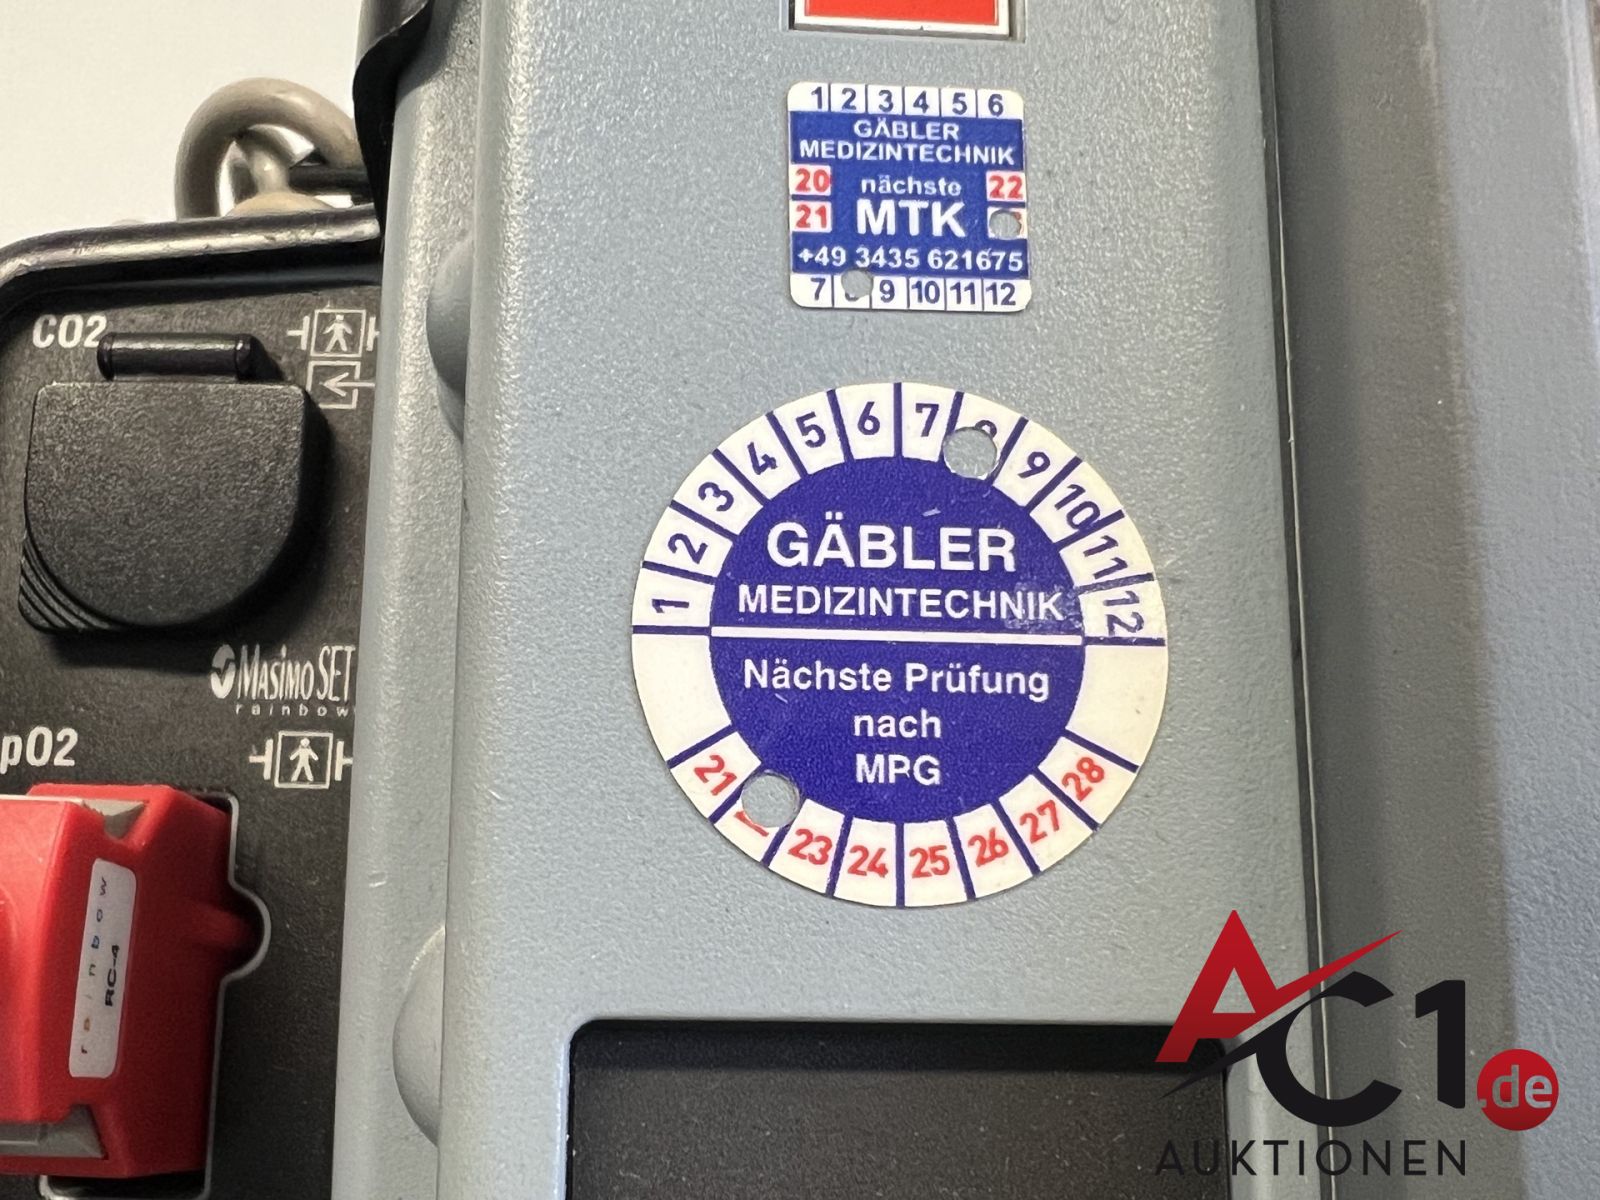 1 2 3 4 5 6
GÄBLER
MEDIZINTECHNIK
20 nächste 22
21 MTK
+49 3435 621675
7 9 10 11 12
CO2
1 2 3 4 5 6 7 9 10 11 12
GÄBLER
MEDIZINTECHNIK
Nächste Prüfung
nach
MPG
21 23 24 25 26 27 28
Masimo SET
rainbow
pO2
rainbow
RC-4
AC1.de
AUKTIONEN